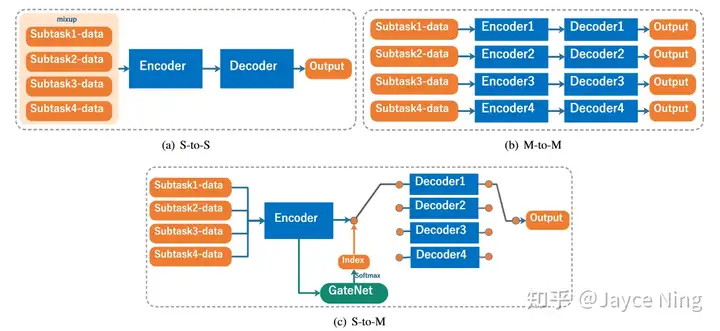 mixup
Subtask1-data
Subtask2-data
Subtask3-data
Subtask4-data
Encoder
Decoder
Output
(a) S-to-S
Subtask1-data Encoder1 Decoder1 Output
Subtask2-data Encoder2 Decoder2 Output
Subtask3-data Encoder3 Decoder3 Output
Subtask4-data Encoder4 Decoder4 Output
(b) M-to-M
Subtask1-data
Subtask2-data
Subtask3-data
Subtask4-data
Encoder
Index
Softmax
GateNet
Decoder1
Decoder2
Decoder3
Decoder4
Output
(c) S-to-M
知乎 @Jayce Ning